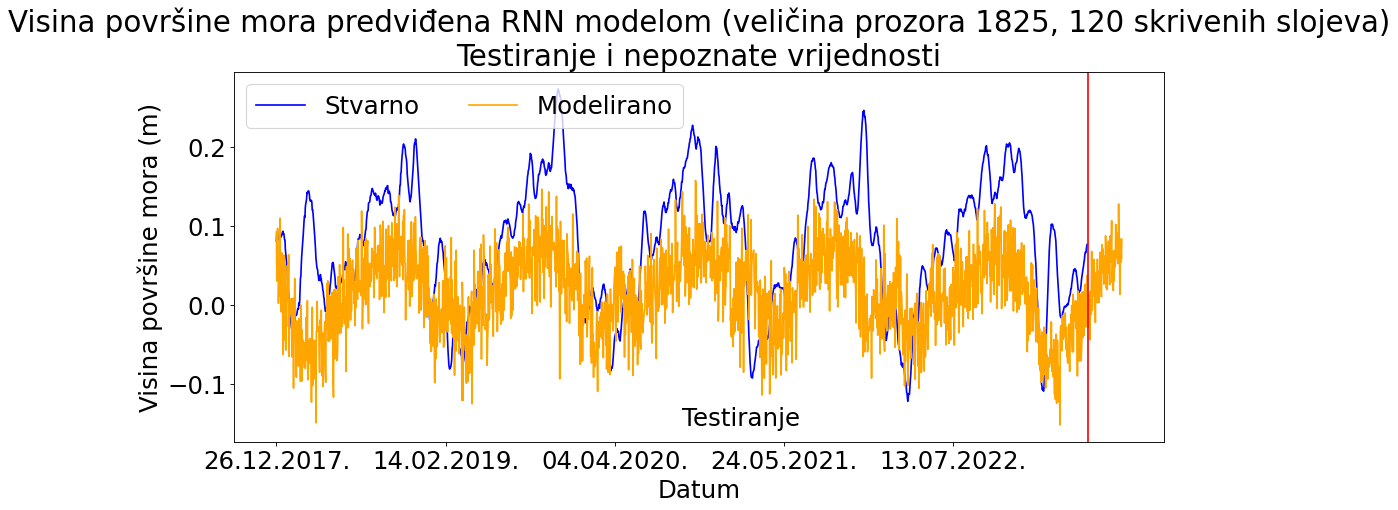 Visina površine mora predviđena RNN modelom (veličina prozora 1825, 120 skrivenih slojeva)
Testiranje i nepoznate vrijednosti
Stvarno
Modelirano
Visina površine mora (m)
0.2
0.1
0.0
−0.1
Testiranje
26.12.2017.
14.02.2019.
04.04.2020.
24.05.2021.
13.07.2022.
Datum